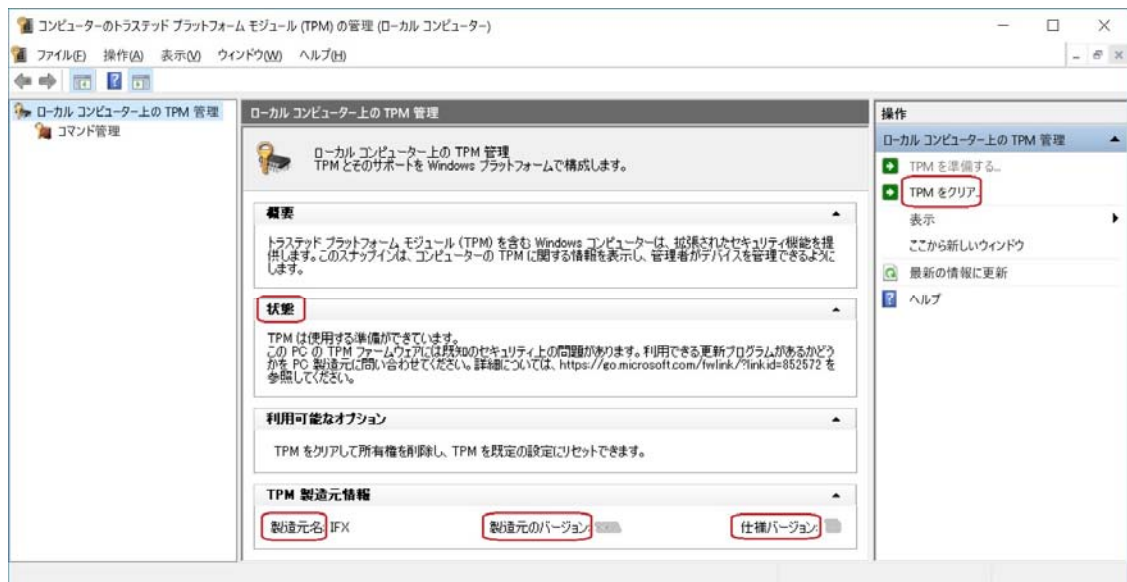 コンピューターのトラステッド プラットフォーム モジュール (TPM) の管理 (ローカル コンピューター)
ファイル(F) 操作(A) 表示(V) ウィンドウ(W) ヘルプ(H)
ローカル コンピューター上の TPM 管理
コマンド管理
ローカル コンピューター上の TPM 管理
ローカル コンピューター上の TPM 管理
TPM とそのサポートを Windows プラットフォームで構成します。
概要
トラステッド プラットフォーム モジュール (TPM) を含む Windows コンピューターは、拡張されたセキュリティ機能を提
供します。このスナップインは、コンピューターの TPM に関する情報を表示し、管理者がデバイスを管理できるように
します。
状態
TPM は使用する準備ができています。
この PC の TPM ファームウェアには既知のセキュリティ上の問題があります。利用できる更新プログラムがあるかどう
かを PC 製造元に問い合わせてください。詳細については、https://go.microsoft.com/fwlink/?linkid=852572 を
参照してください。
利用可能なオプション
TPM をクリアして所有権を削除し、TPM を既定の設定にリセットできます。
TPM 製造元情報
製造元名: IFX 製造元のバージョン: 仕様バージョン:
操作
ローカル コンピューター上の TPM 管理
TPM を準備する...
TPM をクリア...
表示
ここから新しいウィンドウ
最新の情報に更新
ヘルプ